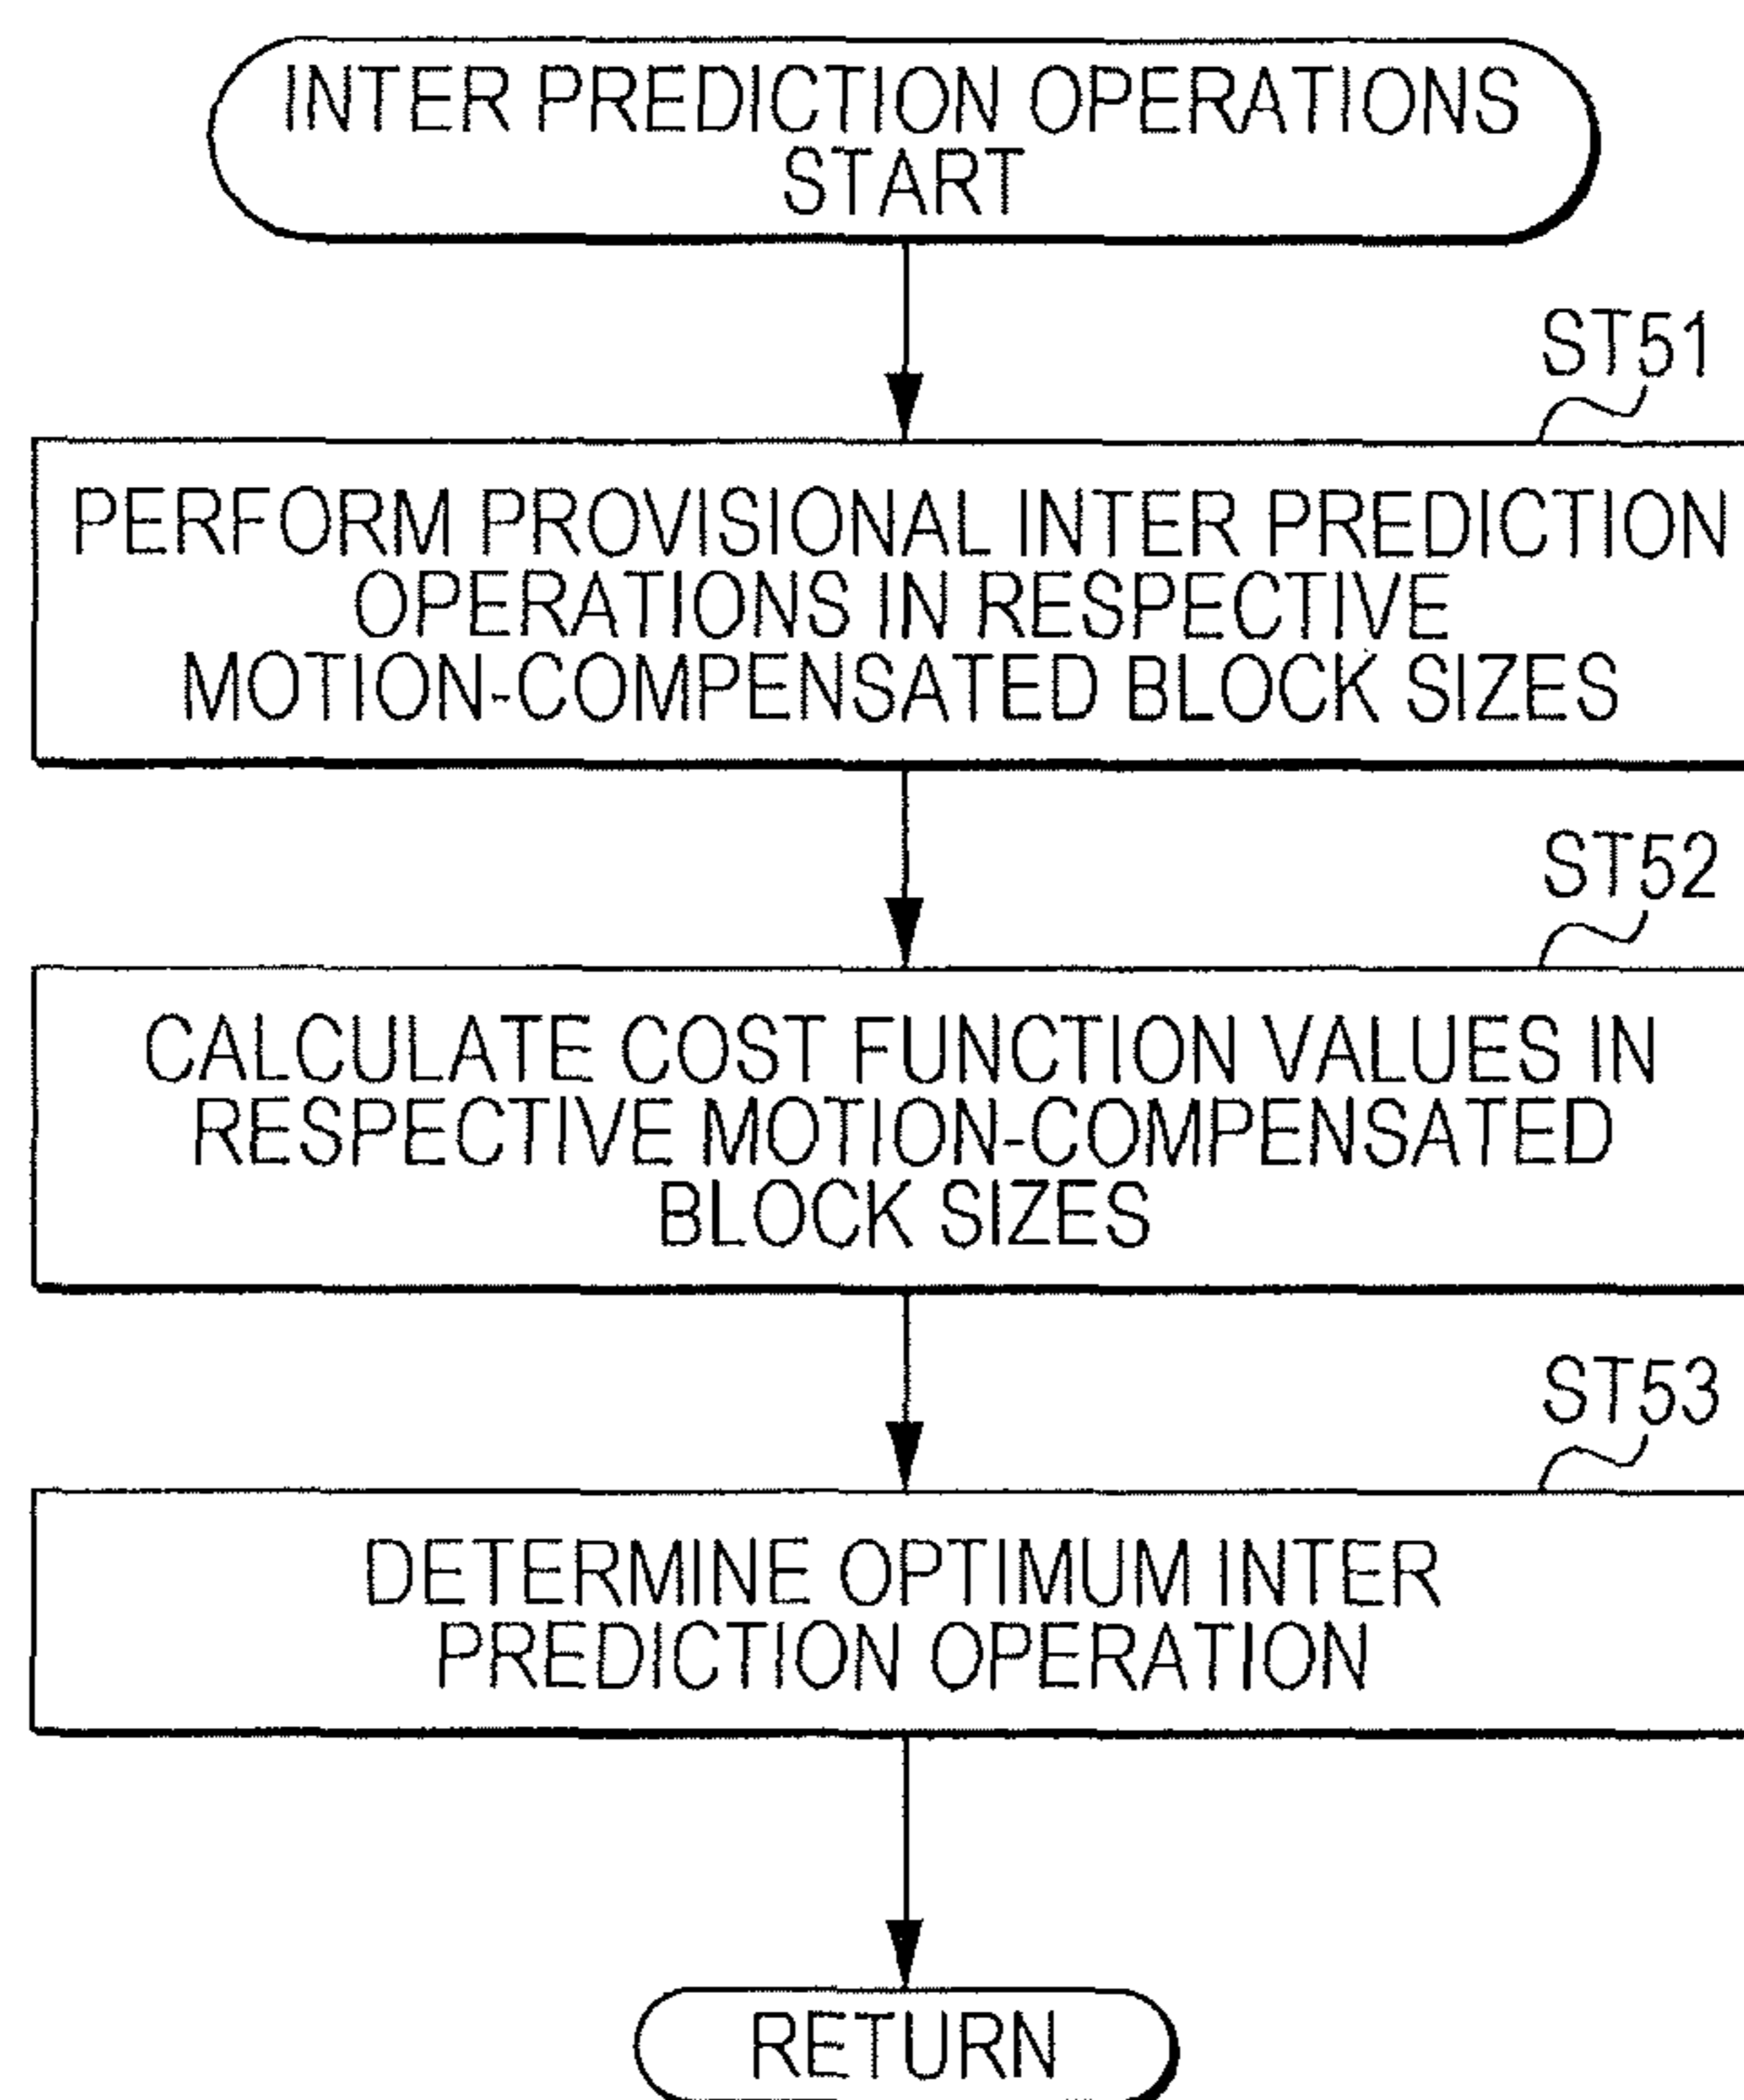 INTER PREDICTION OPERATIONS
START
ST51
PERFORM PROVISIONAL INTER PREDICTION
OPERATIONS IN RESPECTIVE
MOTION-COMPENSATED BLOCK SIZES
ST52
CALCULATE COST FUNCTION VALUES IN
RESPECTIVE MOTION-COMPENSATED
BLOCK SIZES
ST53
DETERMINE OPTIMUM INTER
PREDICTION OPERATION
RETURN